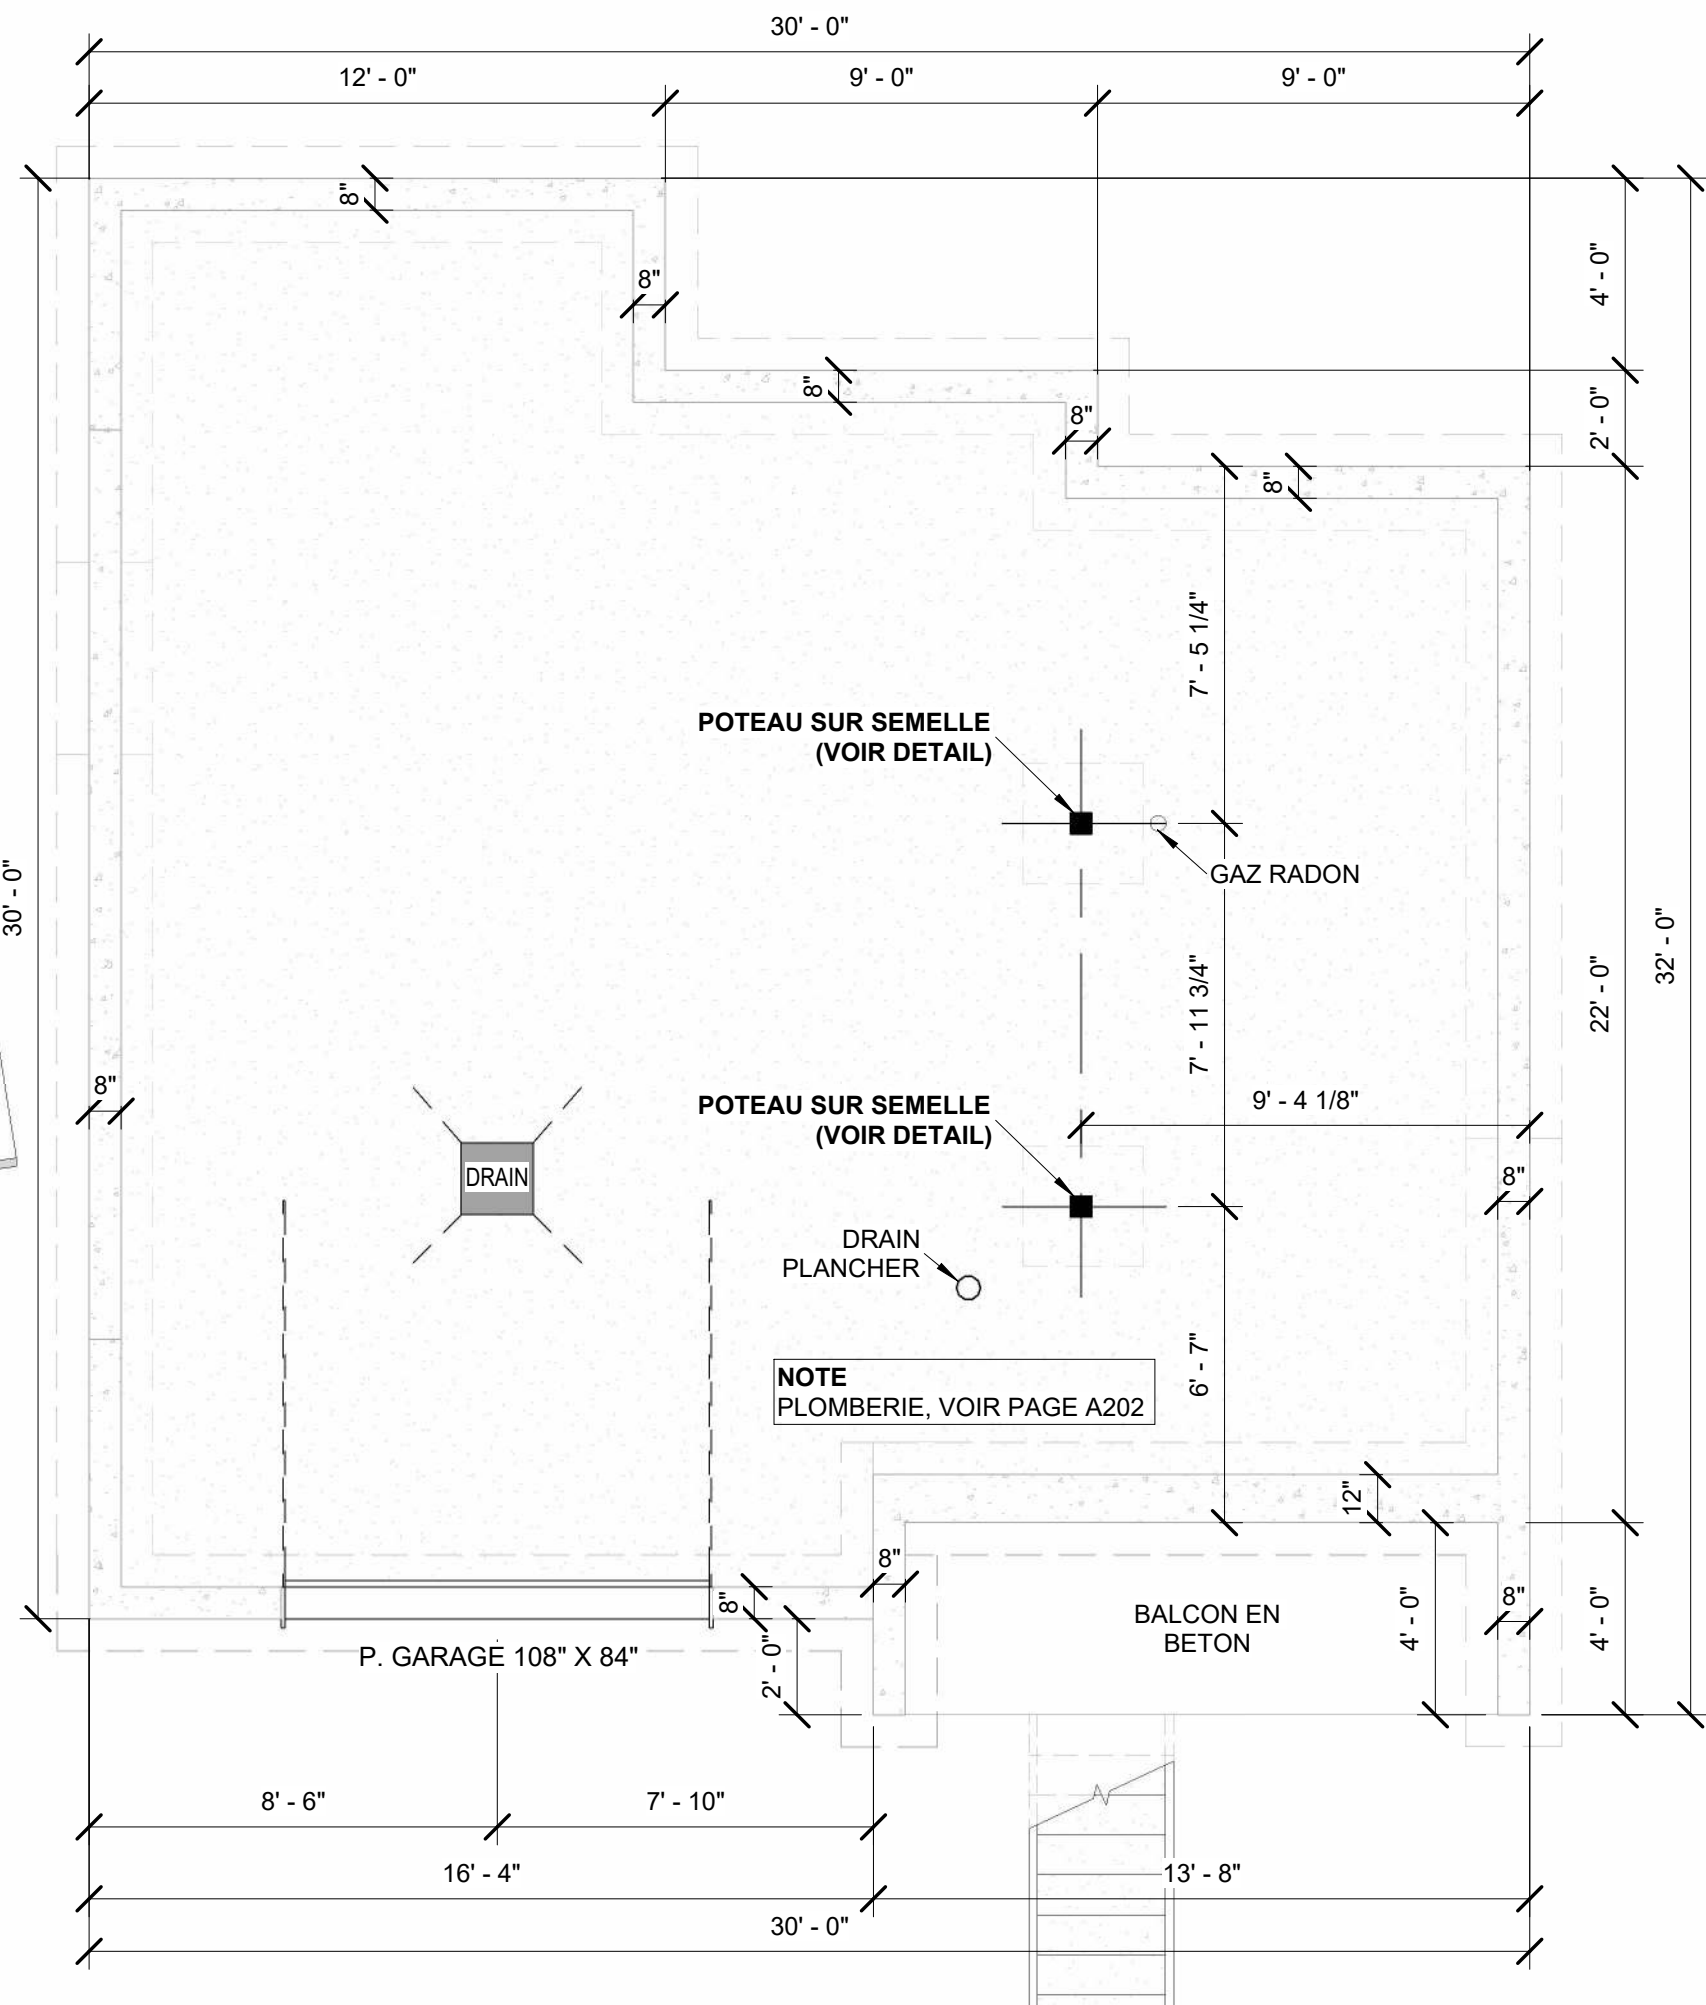 30' - 0"
12' - 0"
9' - 0"
9' - 0"
8"
8"
4' - 0"
8"
8"
2' - 0"
8"
7' - 5 1/4"
POTEAU SUR SEMELLE
(VOIR DETAIL)
GAZ RADON
30' - 0"
32' - 0"
22' - 0"
7' - 11 3/4"
8"
POTEAU SUR SEMELLE
(VOIR DETAIL)
9' - 4 1/8"
DRAIN
8"
DRAIN
PLANCHER
6' - 7"
NOTE
PLOMBERIE, VOIR PAGE A202
12"
8"
8"
BALCON EN
BETON
4' - 0"
8"
4' - 0"
P. GARAGE 108" X 84"
2' - 0"
8' - 6"
7' - 10"
16' - 4"
13' - 8"
30' - 0"